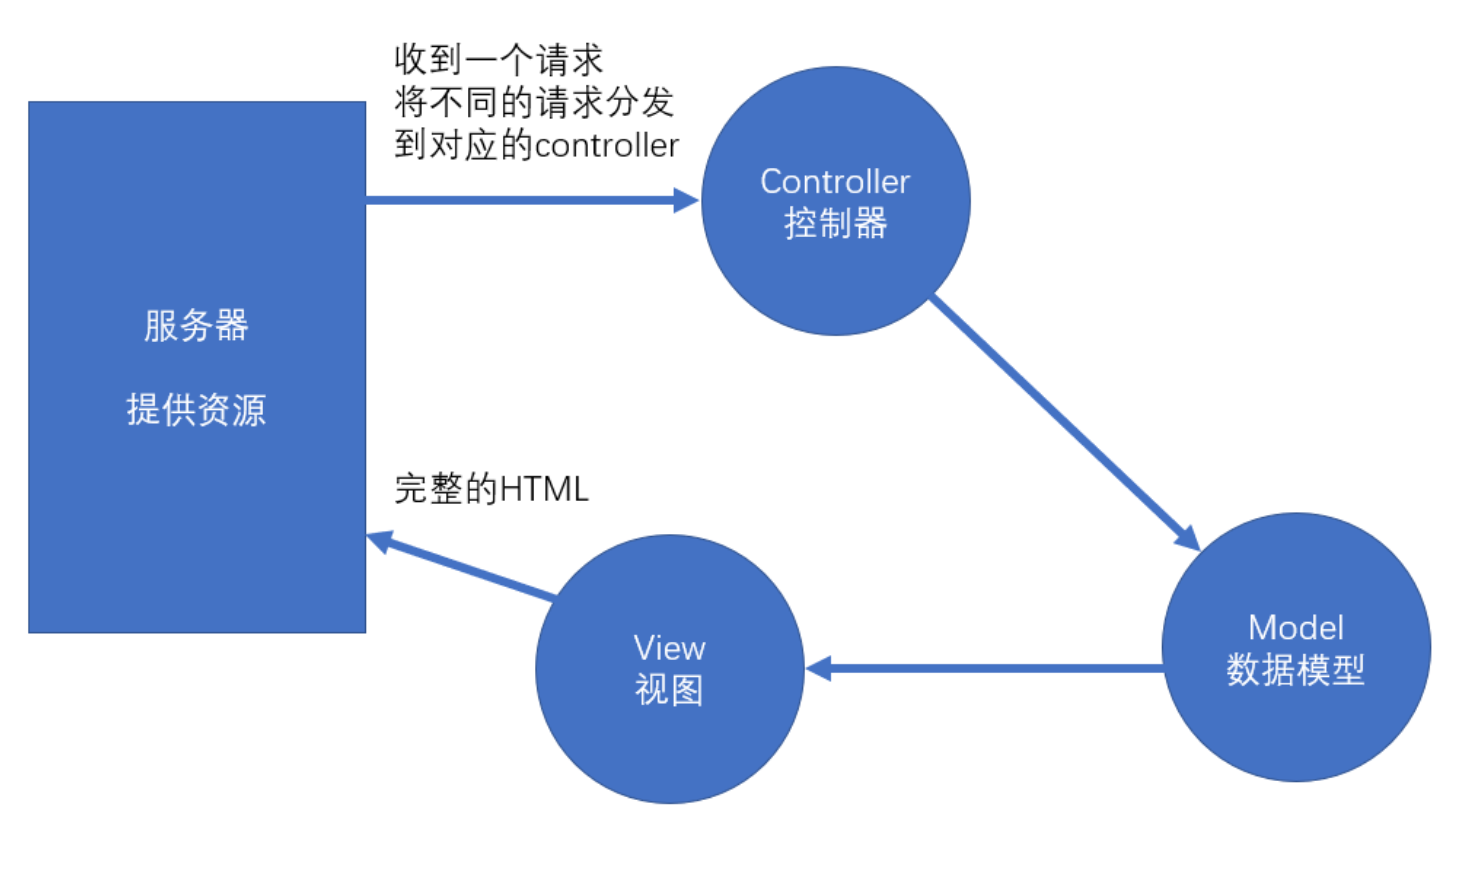 收到一个请求
将不同的请求分发
到对应的controller
Controller
控制器
服务器
提供资源
完整的HTML
View
视图
Model
数据模型